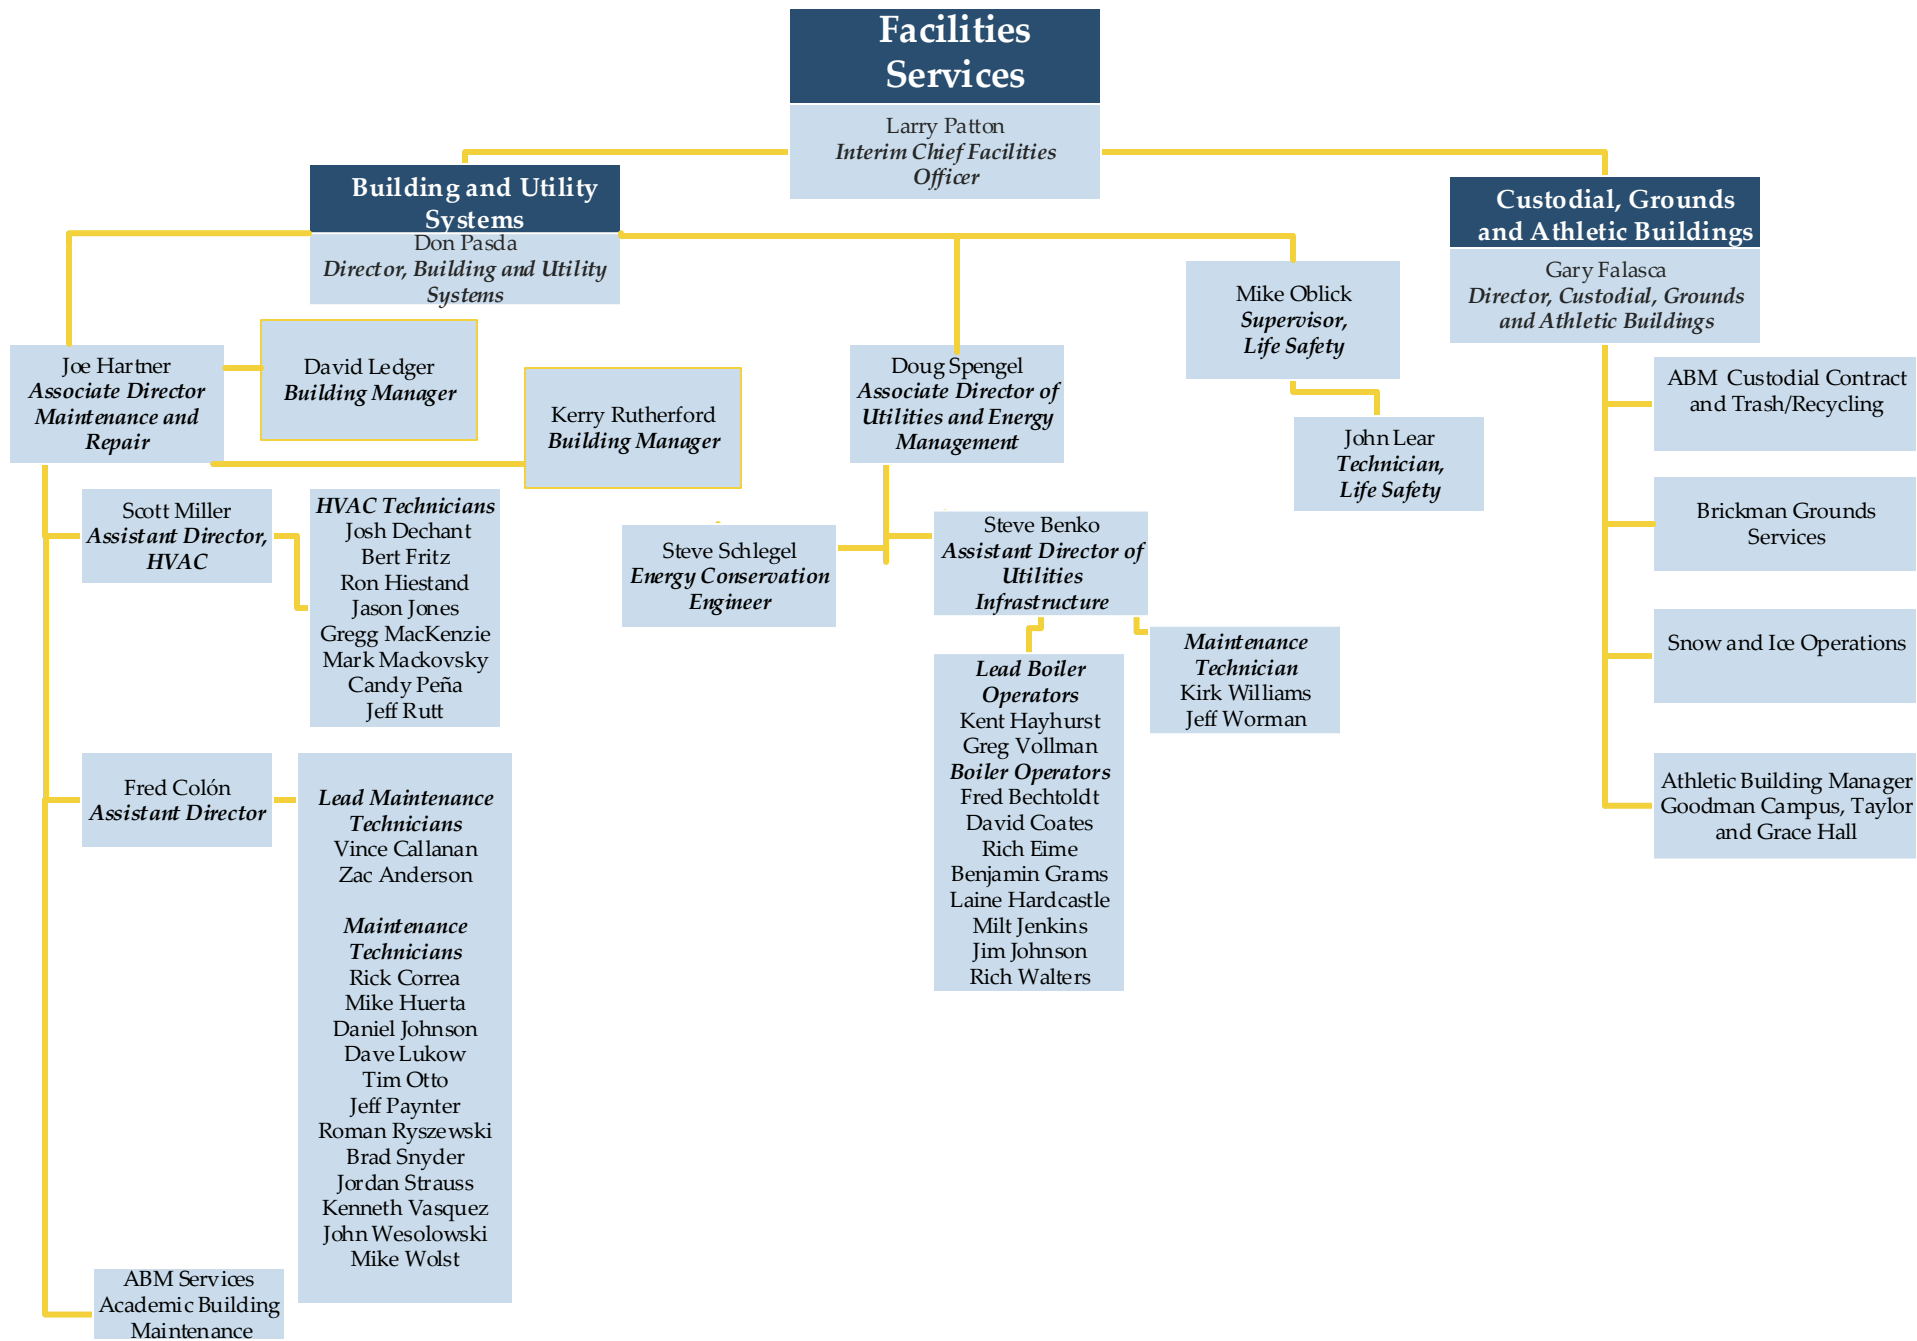 Facilities
Services
Larry Patton
Interim Chief Facilities
Officer
Building and Utility
Systems
Don Pasda
Director, Building and Utility
Systems
Custodial, Grounds
and Athletic Buildings
Gary Falasca
Director, Custodial, Grounds
and Athletic Buildings
Joe Hartner
Associate Director
Maintenance and
Repair
David Ledger
Building Manager
Kerry Rutherford
Building Manager
Doug Spengel
Associate Director of
Utilities and Energy
Management
Mike Oblick
Supervisor,
Life Safety
John Lear
Technician,
Life Safety
ABM  Custodial Contract
and Trash/Recycling
Brickman Grounds
Services
Snow and Ice Operations
Athletic Building Manager
Goodman Campus, Taylor
and Grace Hall
Scott Miller
Assistant Director,
HVAC
HVAC Technicians
Josh Dechant
Bert Fritz
Ron Hiestand
Jason Jones
Gregg MacKenzie
Mark Mackovsky
Candy Peña
Jeff Rutt
Steve Schlegel
Energy Conservation
Engineer
Steve Benko
Assistant Director of
Utilities
Infrastructure
Lead Boiler
Operators
Kent Hayhurst
Greg Vollman
Boiler Operators
Fred Bechtoldt
David Coates
Rich Eime
Benjamin Grams
Laine Hardcastle
Milt Jenkins
Jim Johnson
Rich Walters
Maintenance
Technician
Kirk Williams
Jeff Worman
Fred Colón
Assistant Director
Lead Maintenance
Technicians
Vince Callanan
Zac Anderson
Maintenance
Technicians
Rick Correa
Mike Huerta
Daniel Johnson
Dave Lukow
Tim Otto
Jeff Paynter
Roman Ryszewski
Brad Snyder
Jordan Strauss
Kenneth Vasquez
John Wesolowski
Mike Wolst
ABM Services
Academic Building
Maintenance